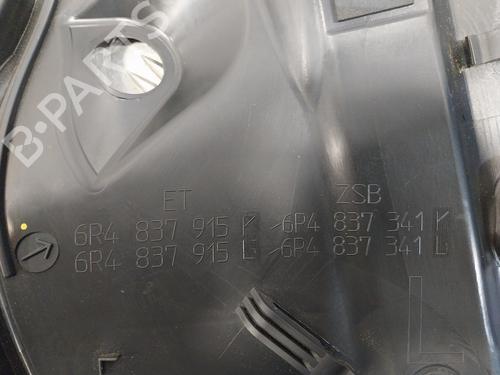 B-PARTS
ET ZSB
6R4 837 915 K 6P4 837 341 K
6R4 837 915 L 6P4 837 341 L
L